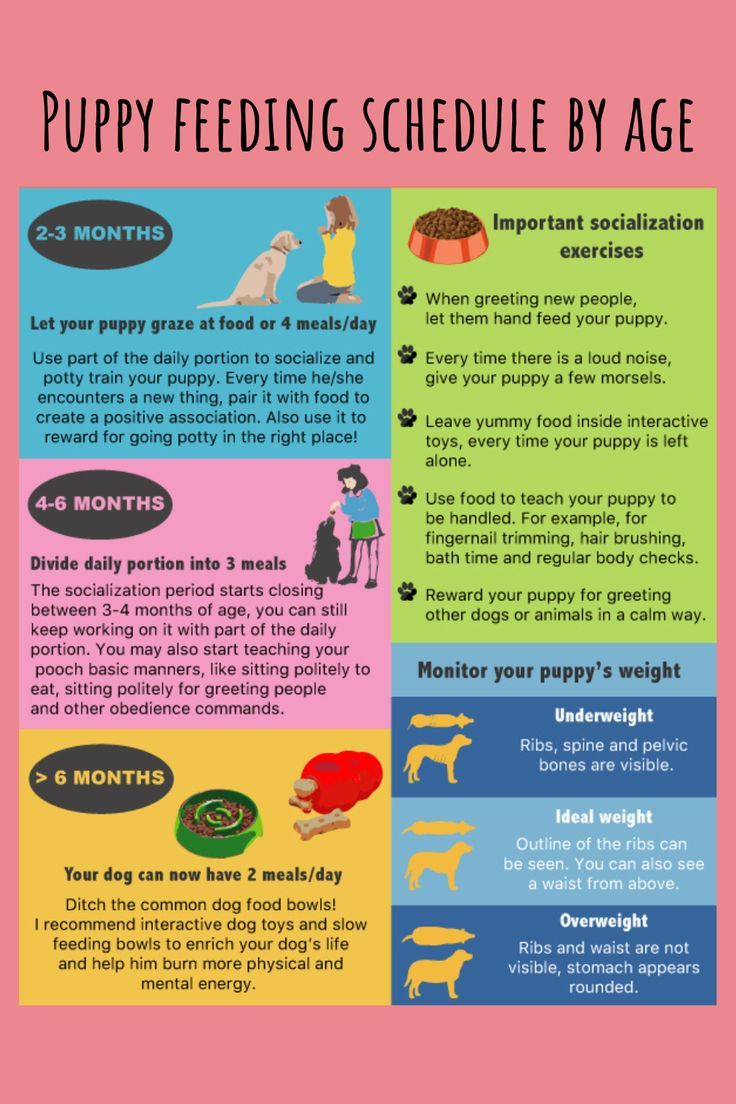 Puppy feeding schedule by age
2-3 MONTHS
Let your puppy graze at food or 4 meals/day
Use part of the daily portion to socialize and
potty train your puppy. Every time he/she
encounters a new thing, pair it with food to
create a positive association. Also use it to
reward for going potty in the right place!
4-6 MONTHS
Divide daily portion into 3 meals
The socialization period starts closing
between 3-4 months of age, you can still
keep working on it with part of the daily
portion. You may also start teaching your
pooch basic manners, like sitting politely to
eat, sitting politely for greeting people
and other obedience commands.
> 6 MONTHS
Your dog can now have 2 meals/day
Ditch the common dog food bowls!
I recommend interactive dog toys and slow
feeding bowls to enrich your dog's life
and help him burn more physical and
mental energy.
Important socialization
exercises
When greeting new people,
let them hand feed your puppy.
Every time there is a loud noise,
give your puppy a few morsels.
Leave yummy food inside interactive
toys, every time your puppy is left
alone.
Use food to teach your puppy to
be handled. For example, for
fingernail trimming, hair brushing,
bath time and regular body checks.
Reward your puppy for greeting
other dogs or animals in a calm way.
Monitor your puppy's weight
Underweight
Ribs, spine and pelvic
bones are visible.
Ideal weight
Outline of the ribs can
be seen. You can also see
a waist from above.
Overweight
Ribs and waist are not
visible, stomach appears
rounded.